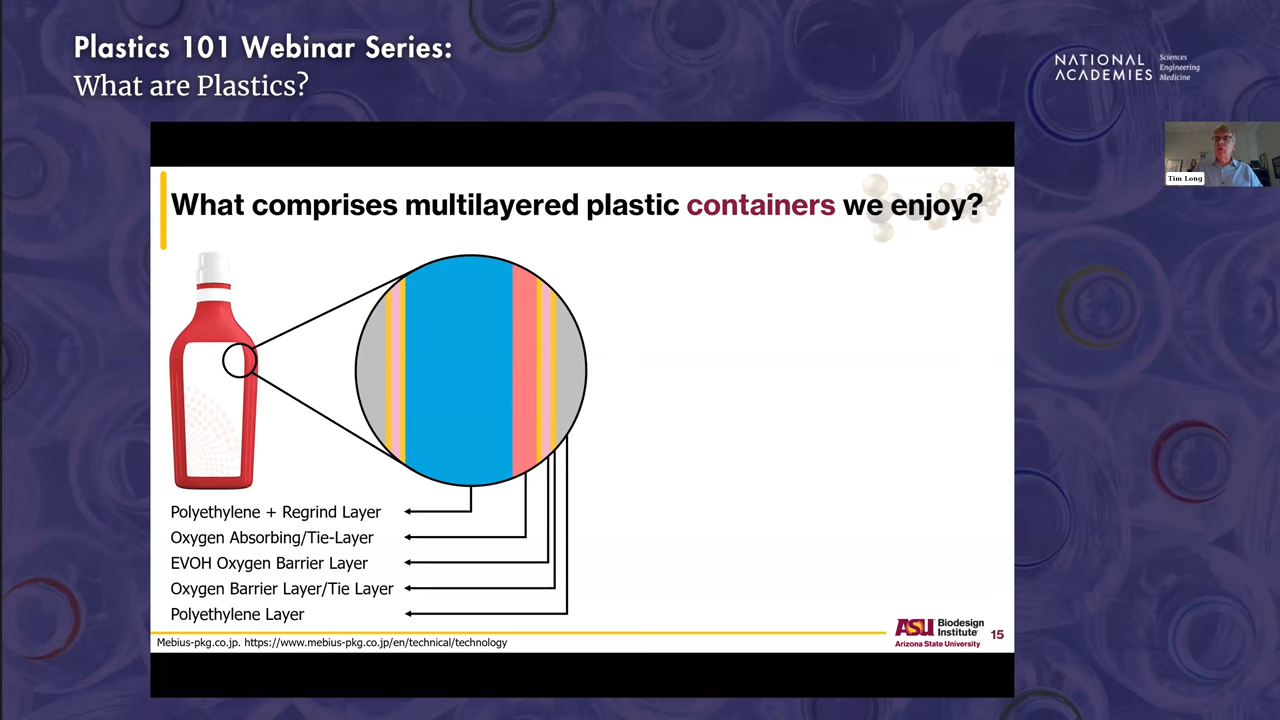 Plastics 101 Webinar Series:
What are Plastics?
NATIONAL
ACADEMIES
Sciences
Engineering
Medicine
Tim Long
What comprises multilayered plastic containers we enjoy?
Polyethylene + Regrind Layer
Oxygen Absorbing/Tie-Layer
EVOH Oxygen Barrier Layer
Oxygen Barrier Layer/Tie Layer
Polyethylene Layer
Mebius-pkg.co.jp. https://www.mebius-pkg.co.jp/en/technical/technology
ASU Biodesign
Institute
Arizona State University
15